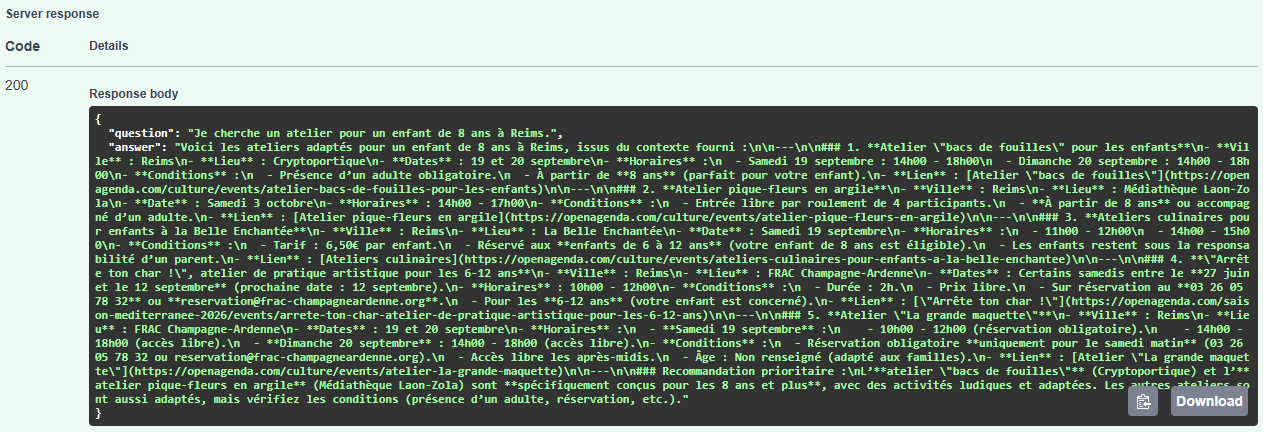 Server response
Code Details
200
Response body
{
"question": "Je cherche un atelier pour un enfant de 8 ans à Reims.",
"answer": "Voici les ateliers adaptés pour un enfant de 8 ans à Reims, issus du contexte fourni :\n\n---\n\n### 1. **Atelier \"bacs de fouilles\" pour les enfants**\n- **Vil
le** : Reims\n- **Lieu** : Cryptoportique\n- **Dates** : 19 et 20 septembre\n- **Horaires** :\n  - Samedi 19 septembre : 14h00 - 18h00\n  - Dimanche 20 septembre : 14h00 - 18h
00\n- **Conditions** :\n  - Présence d’un adulte obligatoire.\n  - À partir de **8 ans** (parfait pour votre enfant).\n- **Lien** : [Atelier \"bacs de fouilles\"](https://open
agenda.com/culture/events/atelier-bacs-de-fouilles-pour-les-enfants)\n\n---\n\n### 2. **Atelier pique-fleurs en argile**\n- **Ville** : Reims\n- **Lieu** : Médiathèque Laon-Zo
la\n- **Date** : Samedi 3 octobre\n- **Horaires** : 14h00 - 17h00\n- **Conditions** :\n  - Entrée libre par roulement de 4 participants.\n  - **À partir de 8 ans** ou accompag
né d’un adulte.\n- **Lien** : [Atelier pique-fleurs en argile](https://openagenda.com/culture/events/atelier-pique-fleurs-en-argile)\n\n---\n\n### 3. **Ateliers culinaires pou
r enfants à la Belle Enchantée**\n- **Ville** : Reims\n- **Lieu** : La Belle Enchantée\n- **Date** : Samedi 19 septembre\n- **Horaires** :\n  - 11h00 - 12h00\n  - 14h00 - 15h0
0\n- **Conditions** :\n  - Tarif : 6,50€ par enfant.\n  - Réservé aux **enfants de 6 à 12 ans** (votre enfant de 8 ans est éligible).\n  - Les enfants restent sous la responsa
bilité d’un parent.\n- **Lien** : [Ateliers culinaires](https://openagenda.com/culture/events/ateliers-culinaires-pour-enfants-a-la-belle-enchantee)\n\n---\n\n### 4. **\"Arrêt
e ton char !\", atelier de pratique artistique pour les 6-12 ans**\n- **Ville** : Reims\n- **Lieu** : FRAC Champagne-Ardenne\n- **Dates** : Certains samedis entre le **27 juin
et le 12 septembre** (prochaine date : 12 septembre).\n- **Horaires** : 10h00 - 12h00\n- **Conditions** :\n  - Durée : 2h.\n  - Prix libre.\n  - Sur réservation au **03 26 05
78 32** ou **reservation@frac-champagneardenne.org**.\n  - Pour les **6-12 ans** (votre enfant est concerné).\n- **Lien** : [\"Arrête ton char !\"](https://openagenda.com/sais
on-mediterranee-2026/events/arrete-ton-char-atelier-de-pratique-artistique-pour-les-6-12-ans)\n\n---\n\n### 5. **Atelier \"La grande maquette\"**\n- **Ville** : Reims\n- **Lie
u** : FRAC Champagne-Ardenne\n- **Dates** : 19 et 20 septembre\n- **Horaires** :\n  - **Samedi 19 septembre** :\n    - 10h00 - 12h00 (réservation obligatoire).\n    - 14h00 -
18h00 (accès libre).\n  - **Dimanche 20 septembre** : 14h00 - 18h00 (accès libre).\n- **Conditions** :\n  - Réservation obligatoire **uniquement pour le samedi matin** (03 26
05 78 32 ou reservation@frac-champagneardenne.org).\n  - Accès libre les après-midis.\n  - Âge : Non renseigné (adapté aux familles).\n- **Lien** : [Atelier \"La grande maquet
te\"](https://openagenda.com/culture/events/atelier-la-grande-maquette)\n\n---\n\n### Recommandation prioritaire :\nL’**atelier \"bacs de fouilles\"** (Cryptoportique) et l’**
atelier pique-fleurs en argile** (Médiathèque Laon-Zola) sont **spécifiquement conçus pour les 8 ans et plus**, avec des activités ludiques et adaptées. Les autres ateliers so
nt aussi adaptés, mais vérifiez les conditions (présence d’un adulte, réservation, etc.)."
}
Download